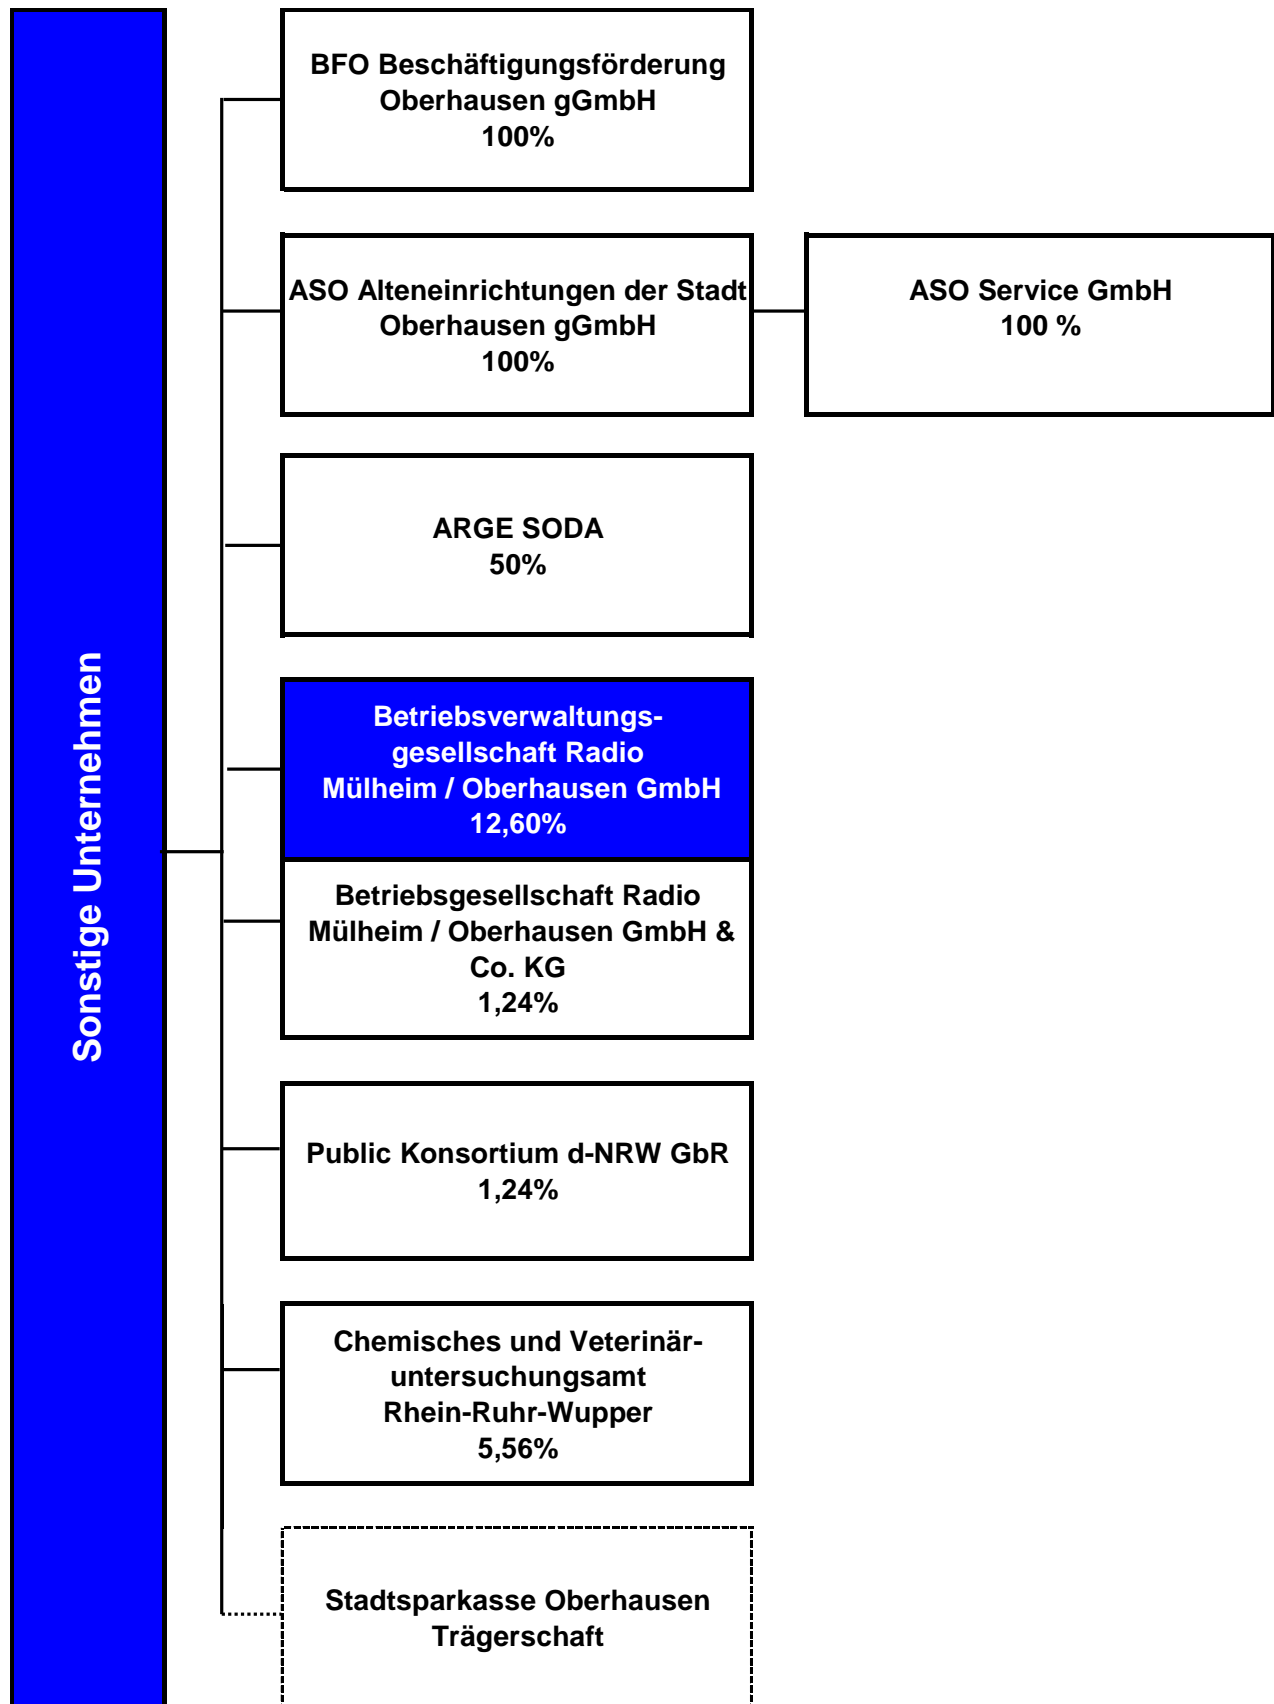 Sonstige Unternehmen
BFO Beschäftigungsförderung
Oberhausen gGmbH
100%
ASO Alteneinrichtungen der Stadt
Oberhausen gGmbH
100%
ASO Service GmbH
100 %
ARGE SODA
50%
Betriebsverwaltungs-
gesellschaft Radio
Mülheim / Oberhausen GmbH
12,60%
Betriebsgesellschaft Radio
Mülheim / Oberhausen GmbH &
Co. KG
1,24%
Public Konsortium d-NRW GbR
1,24%
Chemisches und Veterinär-
untersuchungsamt
Rhein-Ruhr-Wupper
5,56%
Stadtsparkasse Oberhausen
Trägerschaft